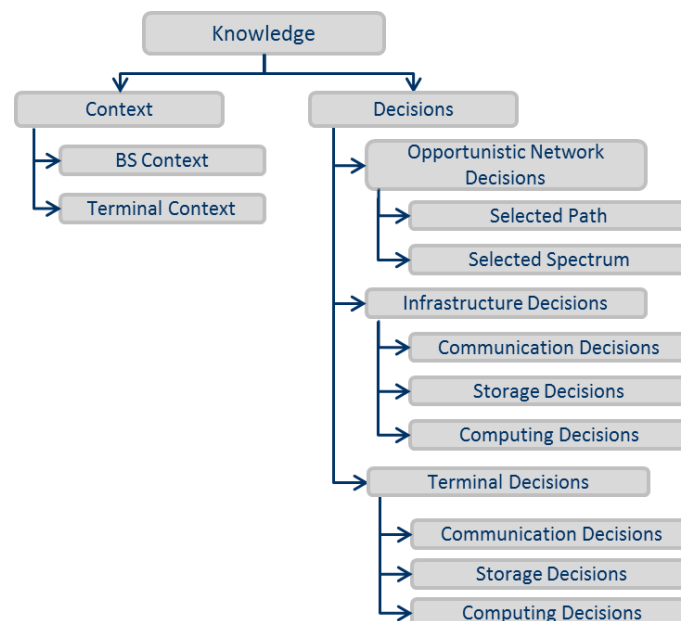 Knowledge
Context
Decisions
BS Context
Terminal Context
Opportunistic Network
Decisions
Selected Path
Selected Spectrum
Infrastructure Decisions
Communication Decisions
Storage Decisions
Computing Decisions
Terminal Decisions
Communication Decisions
Storage Decisions
Computing Decisions